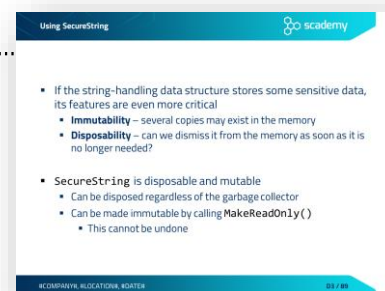 Using SecureString
scademy
If the string-handling data structure stores some sensitive data,
its features are even more critical
Immutability – several copies may exist in the memory
Disposability – can we dismiss it from the memory as soon as it is
no longer needed?
SecureString is disposable and mutable
Can be disposed regardless of the garbage collector
Can be made immutable by calling MakeReadOnly()
This cannot be undone
#COMPANY#, #LOCATION#, #DATE#
D3 / 89